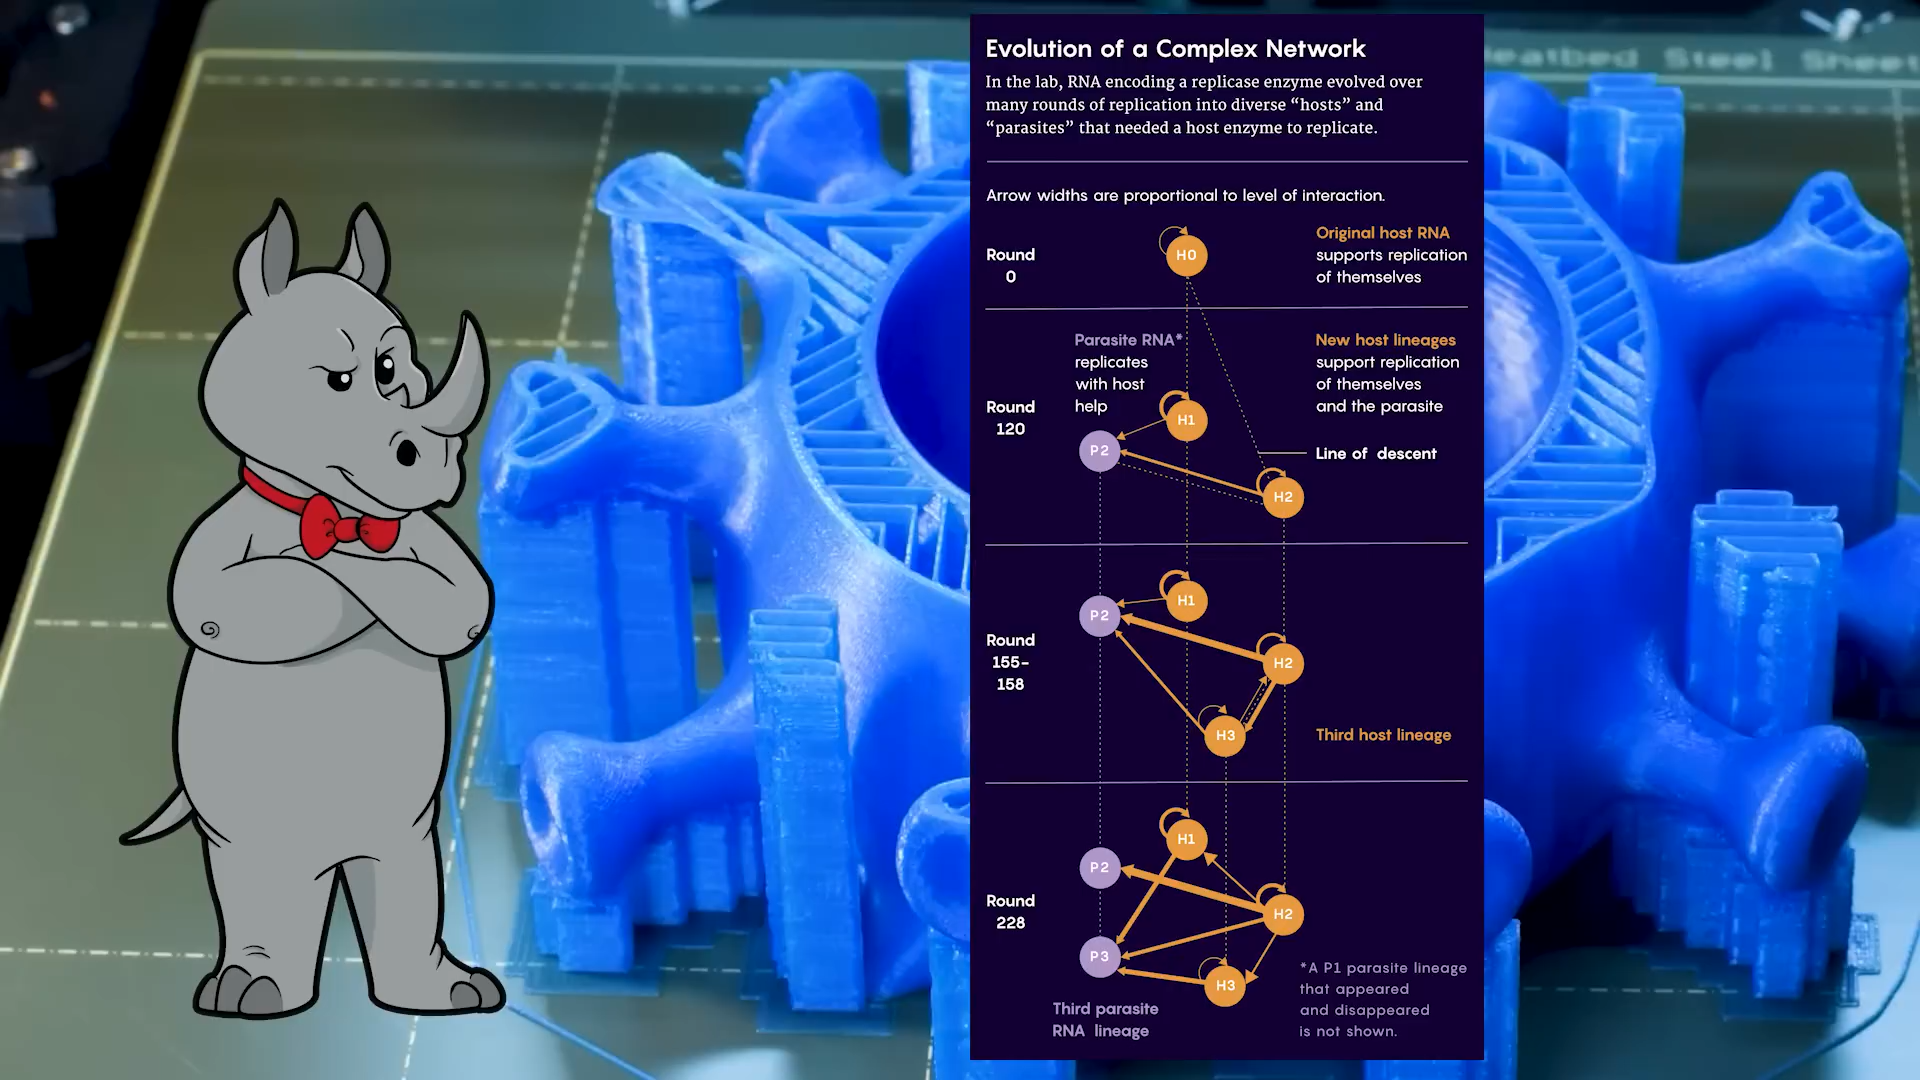 Heatbed Steel Sheet
Evolution of a Complex Network
In the lab, RNA encoding a replicase enzyme evolved over
many rounds of replication into diverse “hosts” and
“parasites” that needed a host enzyme to replicate.
Arrow widths are proportional to level of interaction.
Round
0
H0
Original host RNA
supports replication
of themselves
Round
120
Parasite RNA*
replicates
with host
help
H1
P2
H2
New host lineages
support replication
of themselves
and the parasite
Line of descent
Round
155-
158
H1
P2
H2
H3
Third host lineage
Round
228
H1
P2
H2
P3
H3
Third parasite
RNA lineage
*A P1 parasite lineage
that appeared
and disappeared
is not shown.